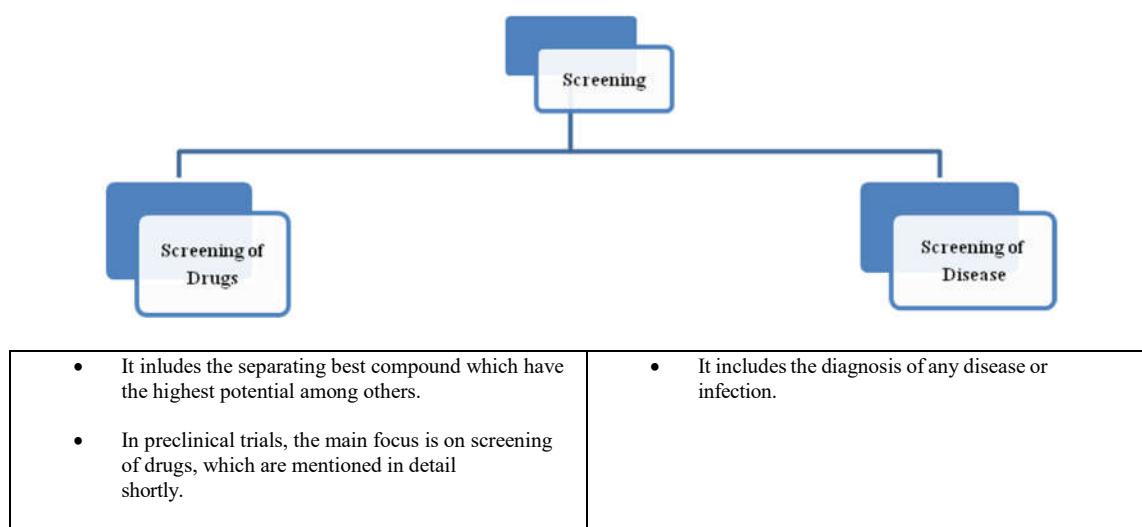 Screening
Screening of
Drugs
Screening of
Disease
• It inludes the separating best compound which have
the highest potential among others.
• In preclinical trials, the main focus is on screening
of drugs, which are mentioned in detail
shortly.
• It includes the diagnosis of any disease or
infection.